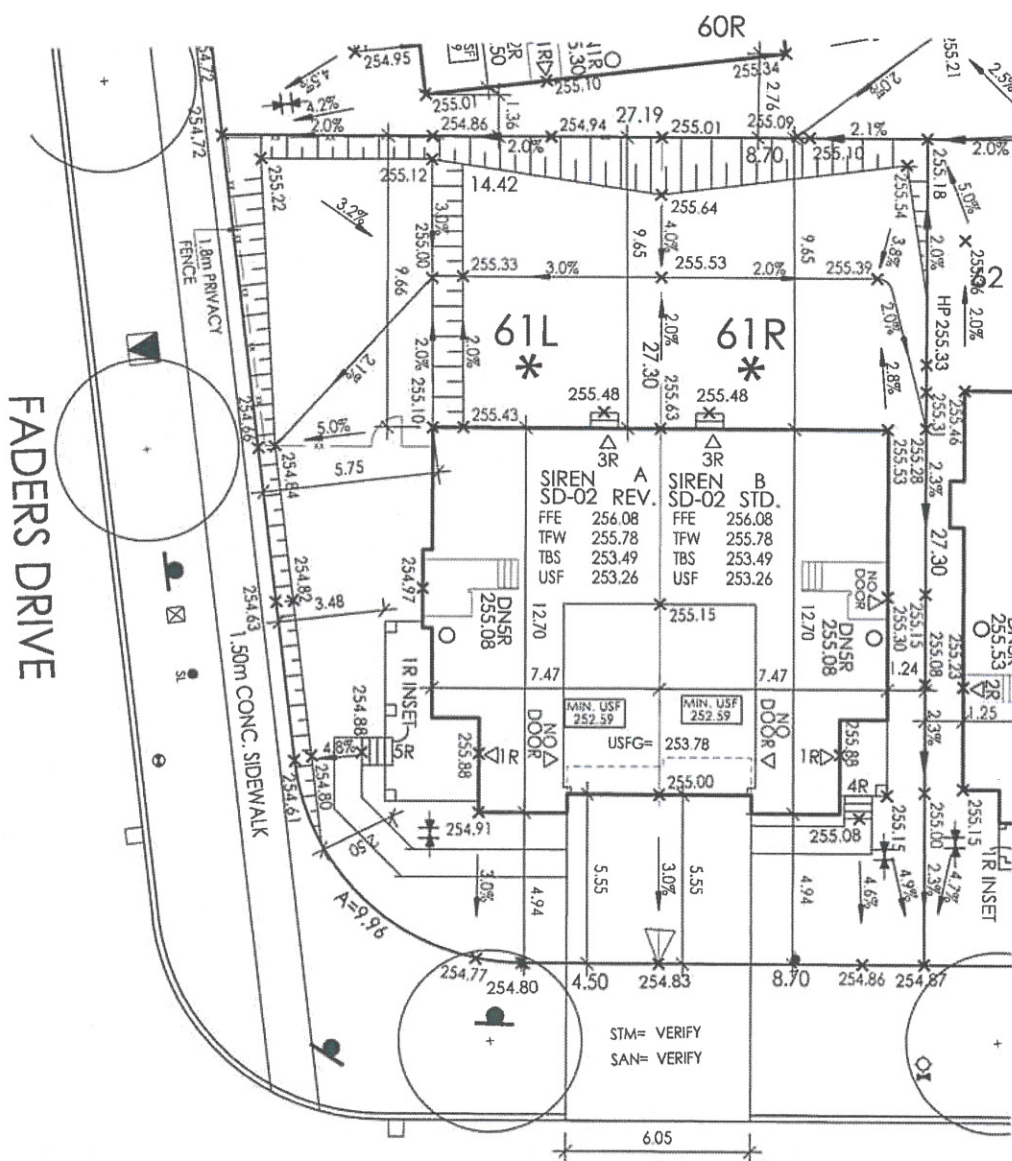 60R
254.72
254.95
4.5%
4.2%
255.01
1.36
255.10
255.30
255.34
2.76
2.0%
255.21
2.5%
254.72
2.0%
254.86
2.0%
254.94
27.19
255.01
255.09
8.70
255.10
2.1%
255.18
2.0%
255.22
255.12
14.42
255.64
255.54
5.0%
3.2%
3.0%
255.00
9.66
9.65
4.0%
9.65
3.8%
2.0%
1.8m PRIVACY
FENCE
255.33
3.0%
255.53
2.0%
255.39
2.0%
HP 255.33
2.0%
61L
*
61R
*
2.1%
2.0%
2.0%
2.0%
27.30
2.8%
255.10
255.43
255.48
255.63
255.48
255.31
255.46
254.66
5.0%
254.84
5.75
3R
3R
255.53
255.28
2.3%
27.30
SIREN A
SD-02 REV.
FFE 256.08
TFW 255.78
TBS 253.49
USF 253.26
SIREN B
SD-02 STD.
FFE 256.08
TFW 255.78
TBS 253.49
USF 253.26
FADERS DRIVE
254.97
254.82
254.63
3.48
DN5R
255.08
12.70
255.15
12.70
NO
DOOR
DN5R
255.08
255.30
255.15
255.08
255.23
DN5R
255.53
2R
1.24
1.25
SL
1.50m CONC. SIDEWALK
1R INSET
7.47
7.47
MIN. USF
252.59
MIN. USF
252.59
USFG= 253.78
NO
DOOR
NO
DOOR
254.88
4.8%
5R
255.88
1R
1R
255.88
2.3%
254.80
254.61
255.00
4R
255.08
255.15
255.00
255.15
1R INSET
254.91
2.50
A=9.96
3.0%
4.94
5.55
3.0%
5.55
4.94
4.6%
4.9%
2.3%
4.7%
254.77
254.80
4.50
254.83
8.70
254.86
254.87
STM= VERIFY
SAN= VERIFY
6.05